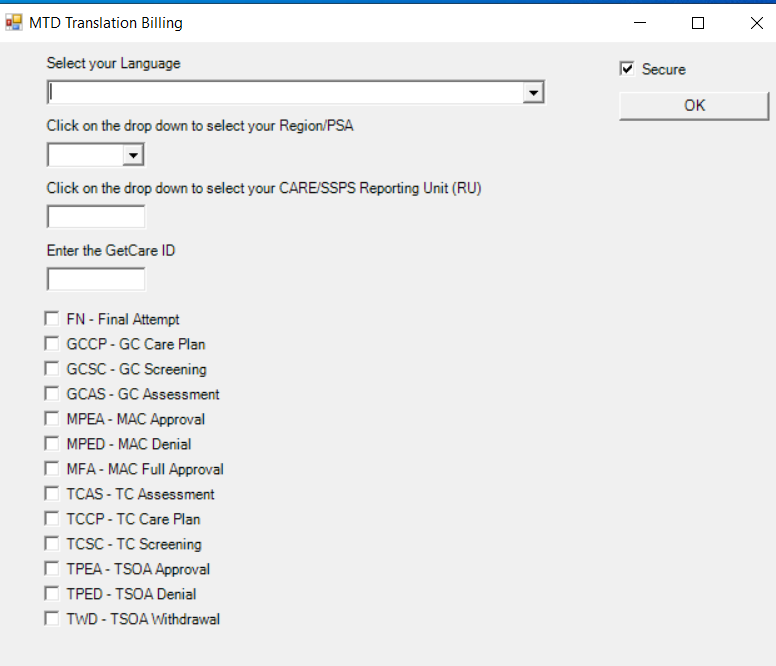 MTD Translation Billing
Select your Language
Secure
OK
Click on the drop down to select your Region/PSA
Click on the drop down to select your CARE/SSPS Reporting Unit (RU)
Enter the GetCare ID
FN - Final Attempt
GCCP - GC Care Plan
GCSC - GC Screening
GCAS - GC Assessment
MPEA - MAC Approval
MPED - MAC Denial
MFA - MAC Full Approval
TCAS - TC Assessment
TCCP - TC Care Plan
TCSC - TC Screening
TPEA - TSOA Approval
TPED - TSOA Denial
TWD - TSOA Withdrawal